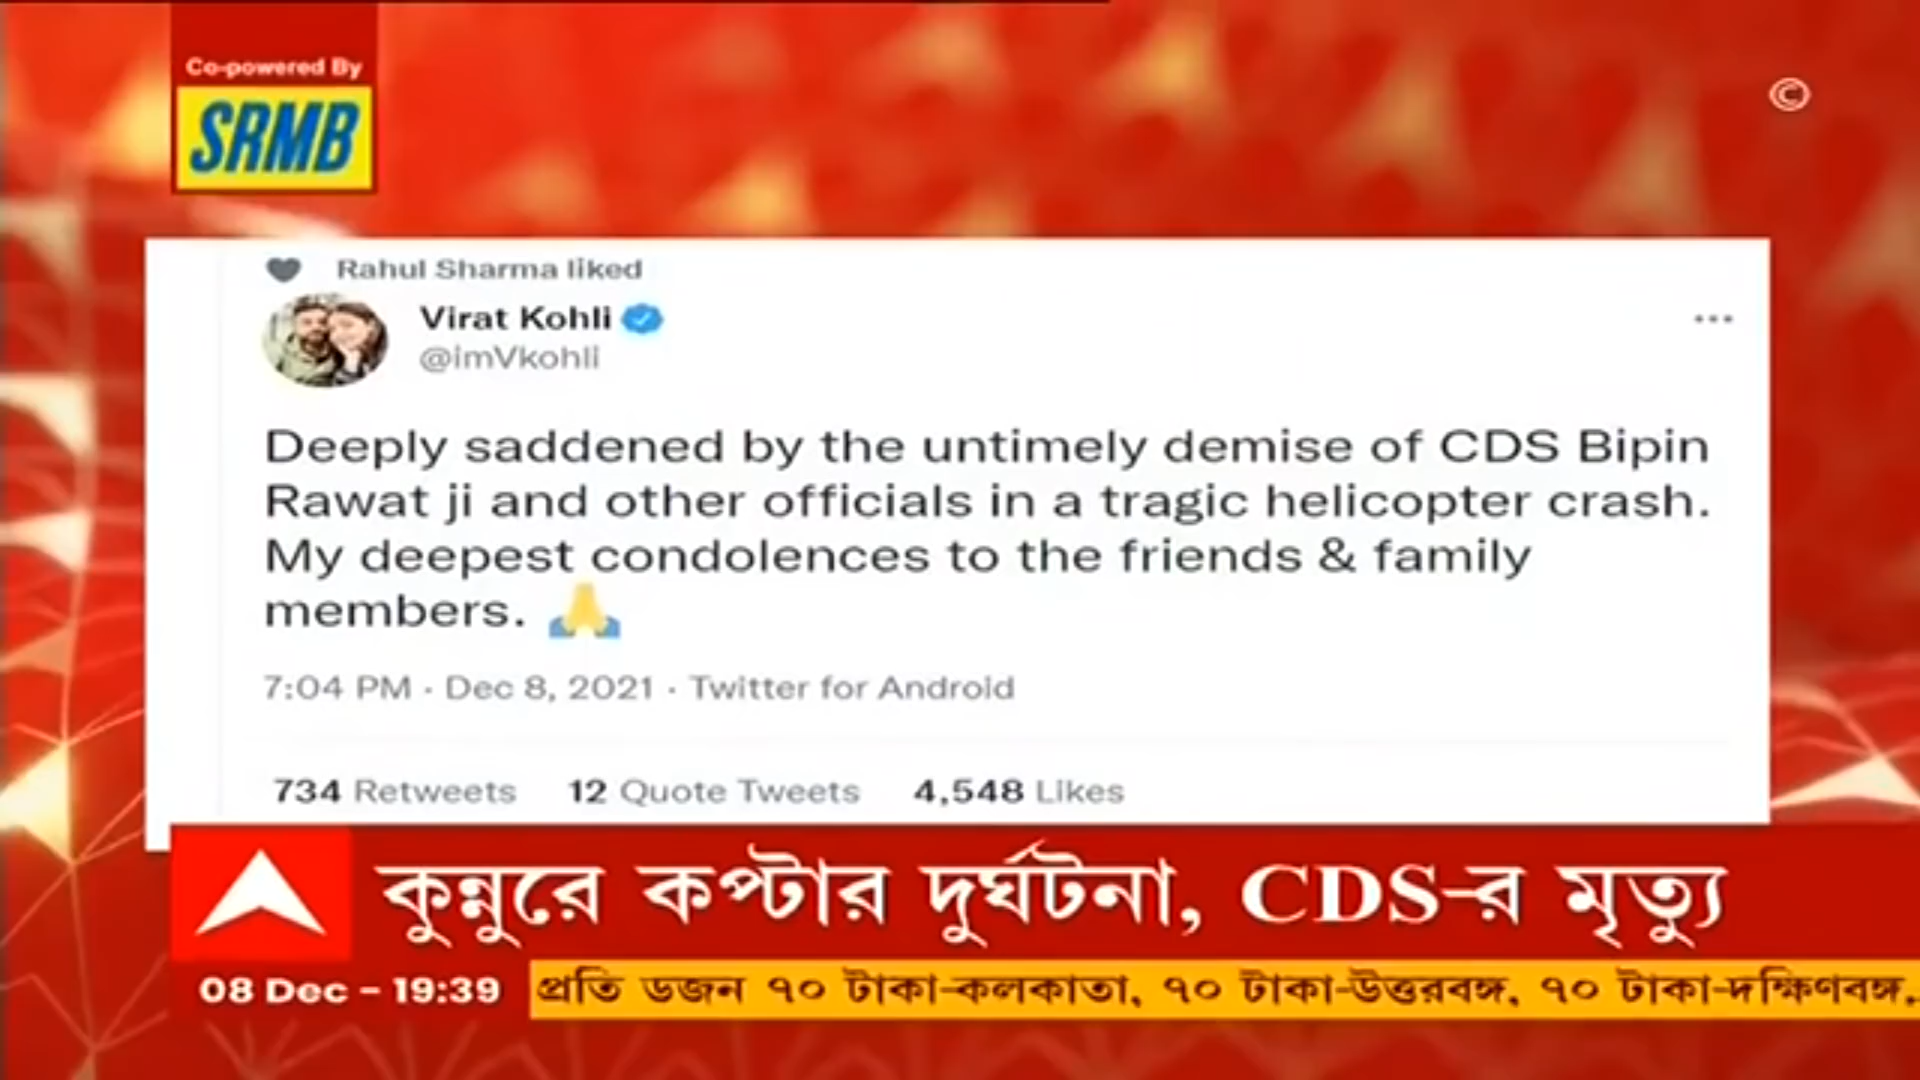 Co-powered By
SRMB
©
Rahul Sharma liked
Virat Kohli
@imVkohli
Deeply saddened by the untimely demise of CDS Bipin
Rawat ji and other officials in a tragic helicopter crash.
My deepest condolences to the friends & family
members. 🙏
7:04 PM · Dec 8, 2021 · Twitter for Android
734 Retweets 12 Quote Tweets 4,548 Likes
কুন্নুরে কপ্টার দুর্ঘটনা, CDS-র মৃত্যু
08 Dec - 19:39 প্রতি ডজন ৭০ টাকা-কলকাতা, ৭০ টাকা-উত্তরবঙ্গ, ৭০ টাকা-দক্ষিণবঙ্গ,